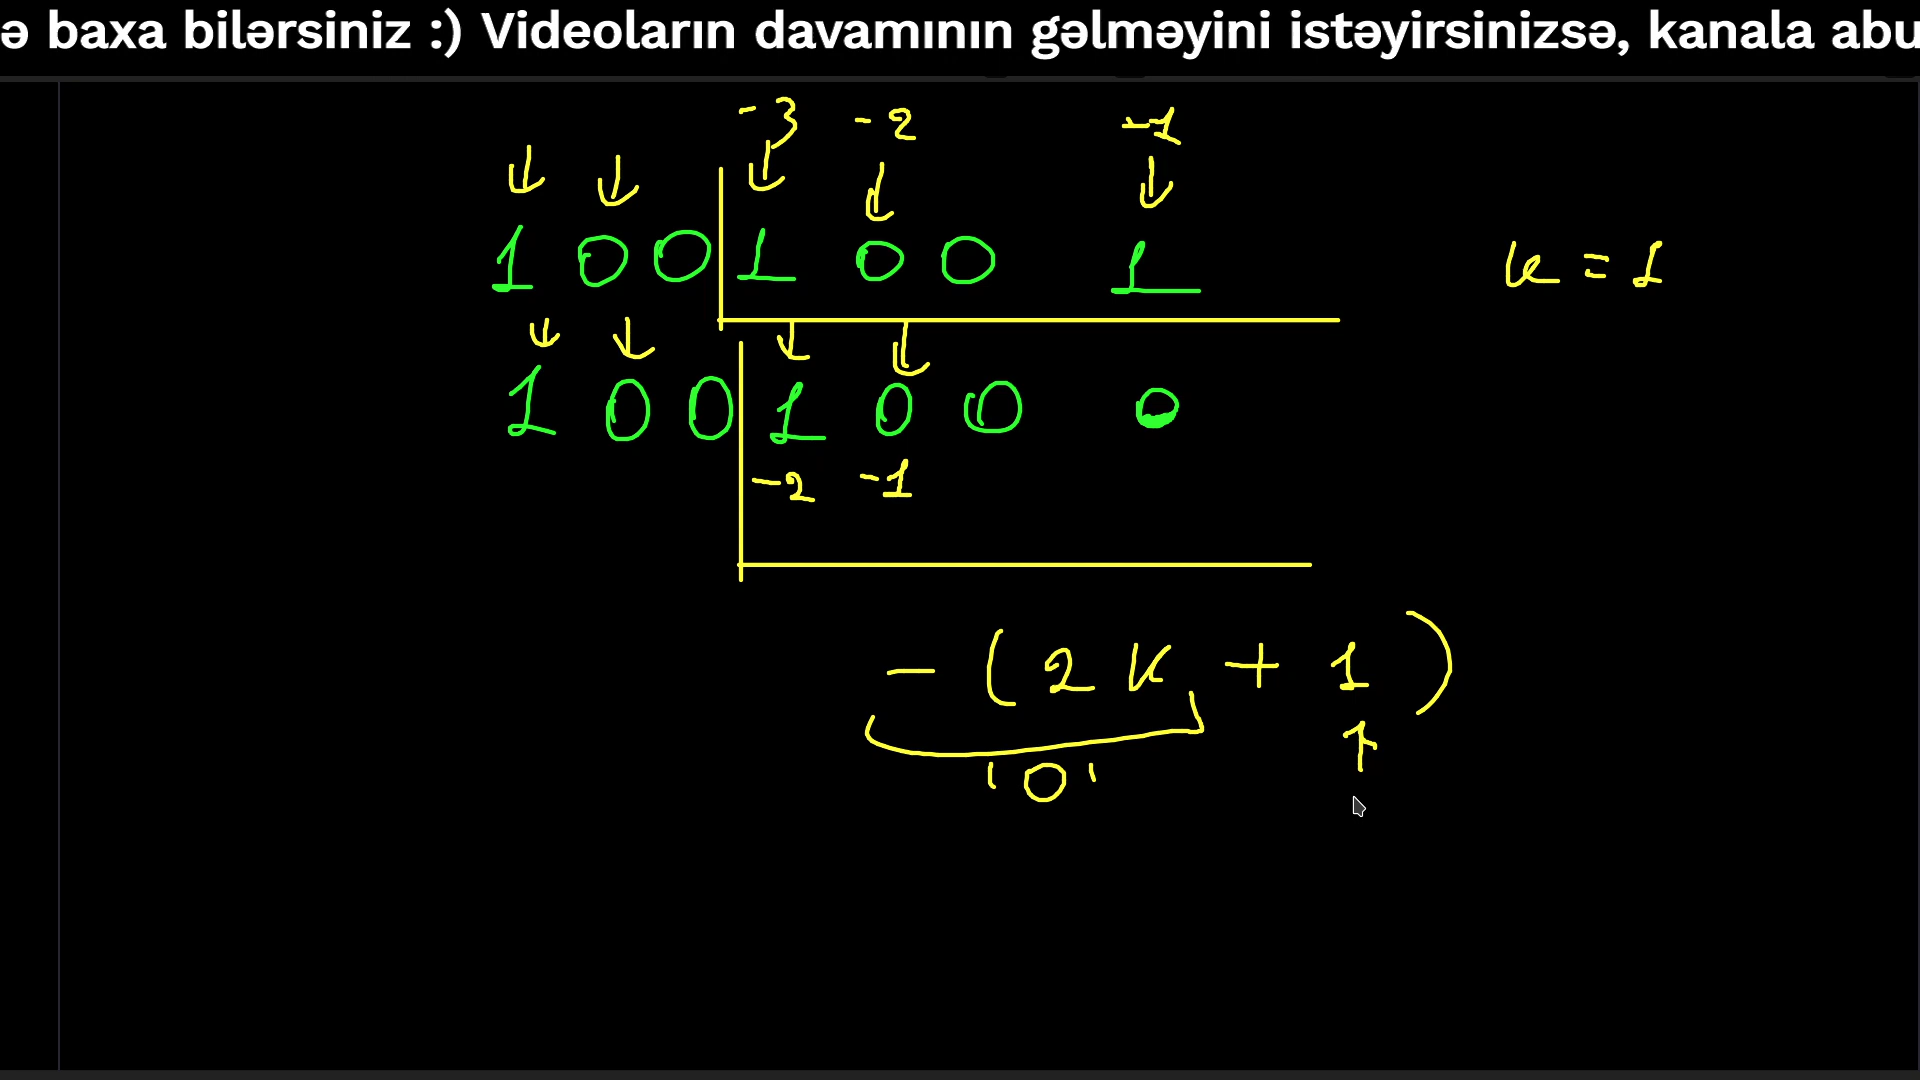 ə baxa bilərsiniz :) Videoların davamının gəlməyini istəyirsinizsə, kanala abu
-3 -2 -1
1 0 0 1 0 0 1
k = 1
1 0 0 1 0 0 0
-2 -1
- ( 2 k + 1 )
' 0 '